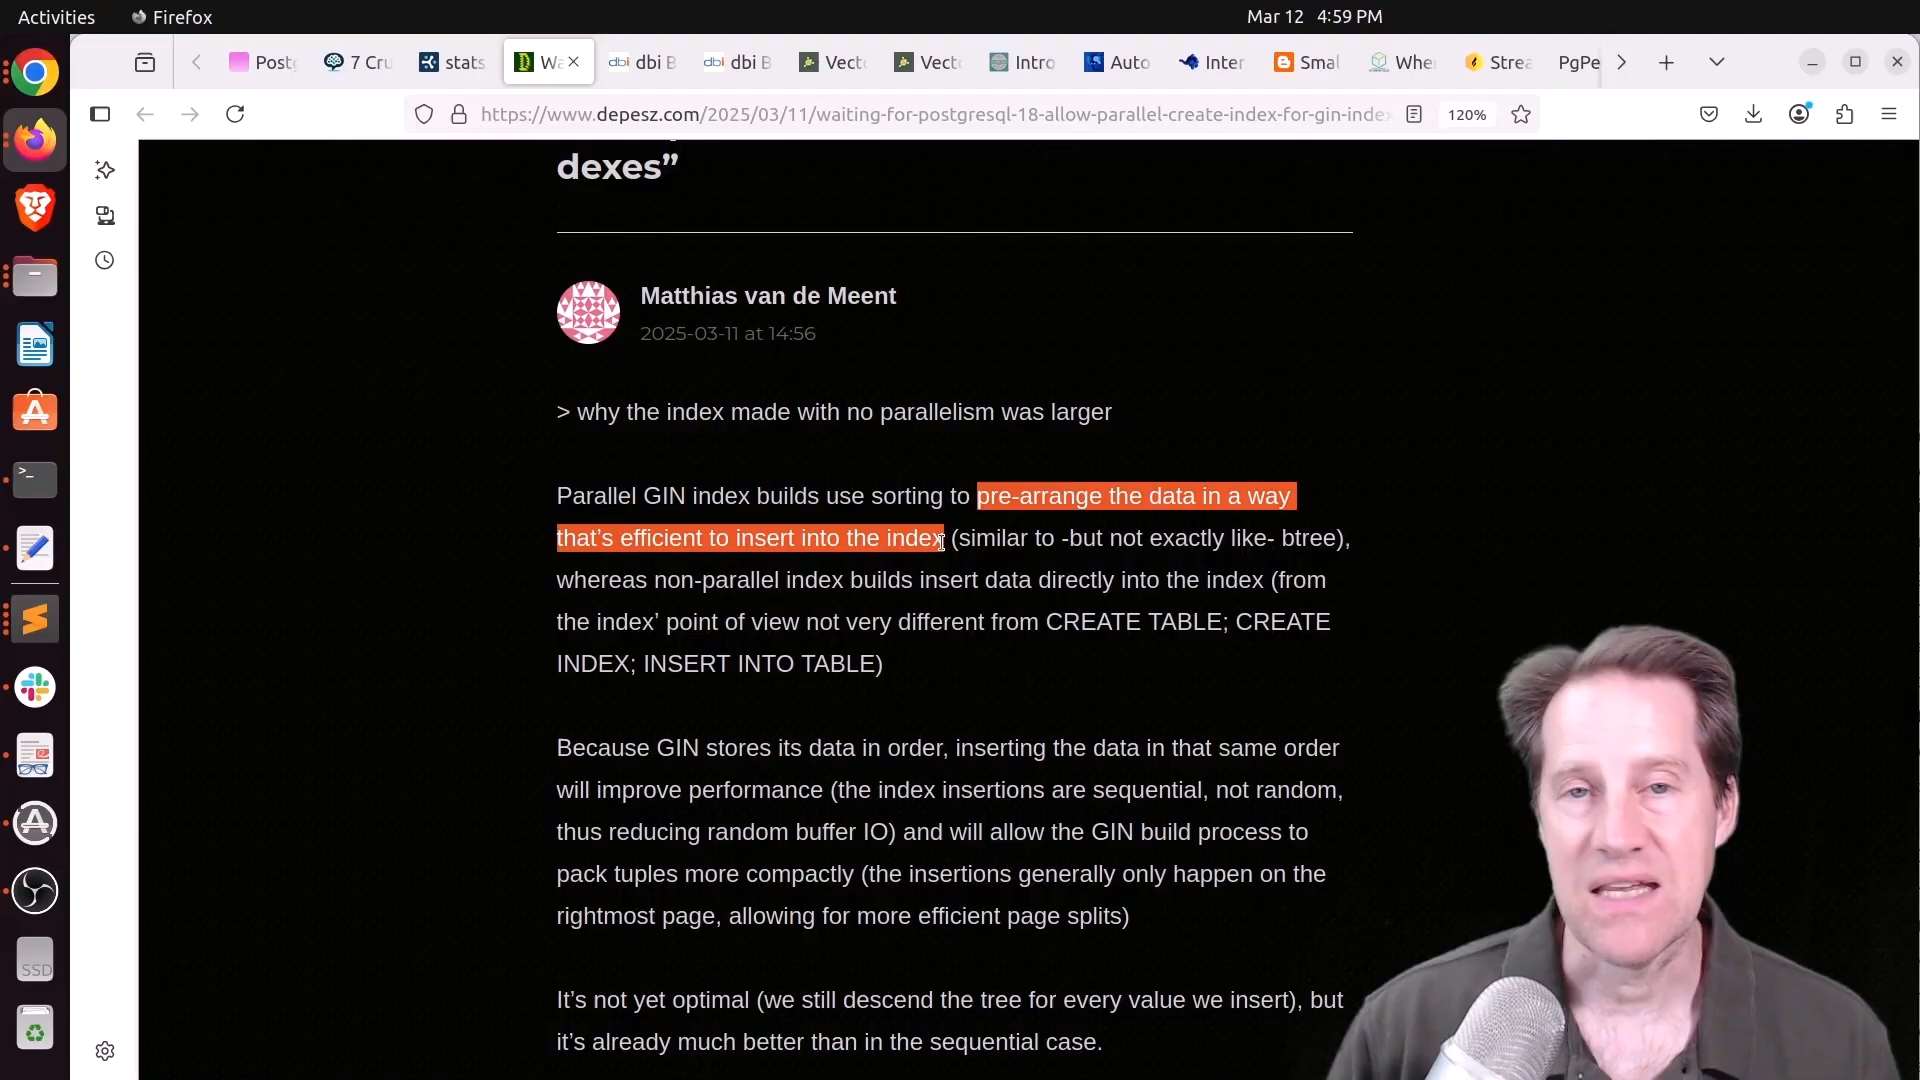 Activities
Firefox
Mar 12 4:59 PM
Post
7 Cru
stats
Wa
dbi B
dbi B
Vect
Vect
Intro
Auto
Inter
Smal
Whe
Strea
PgPe
https://www.depesz.com/2025/03/11/waiting-for-postgresql-18-allow-parallel-create-index-for-gin-index
120%
dexes”
Matthias van de Meent
2025-03-11 at 14:56
> why the index made with no parallelism was larger
Parallel GIN index builds use sorting to pre-arrange the data in a way
that’s efficient to insert into the index (similar to -but not exactly like- btree),
whereas non-parallel index builds insert data directly into the index (from
the index’ point of view not very different from CREATE TABLE; CREATE
INDEX; INSERT INTO TABLE)
Because GIN stores its data in order, inserting the data in that same order
will improve performance (the index insertions are sequential, not random,
thus reducing random buffer IO) and will allow the GIN build process to
pack tuples more compactly (the insertions generally only happen on the
rightmost page, allowing for more efficient page splits)
It’s not yet optimal (we still descend the tree for every value we insert), but
it’s already much better than in the sequential case.
SSD